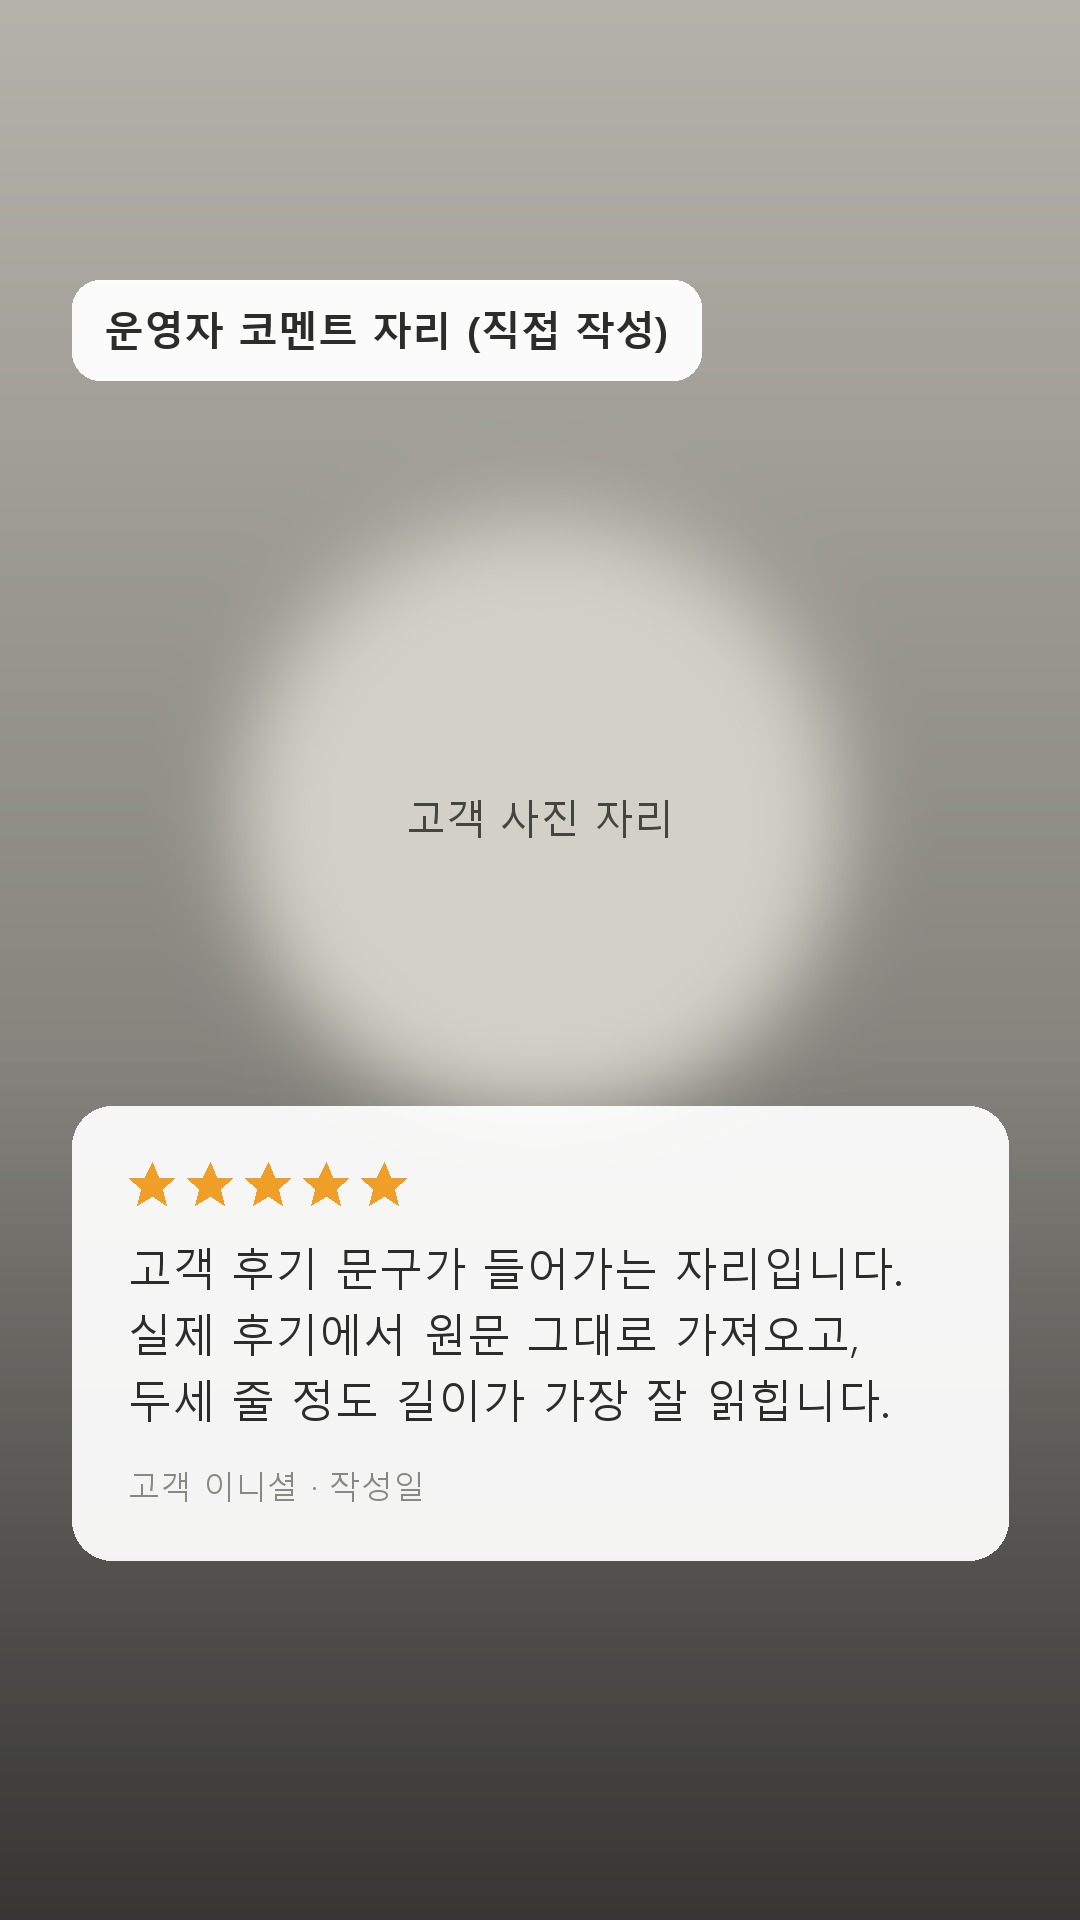 운영자 코멘트 자리 (직접 작성)
고객 사진 자리
고객 후기 문구가 들어가는 자리입니다.
실제 후기에서 원문 그대로 가져오고,
두세 줄 정도 길이가 가장 잘 읽힙니다.
고객 이니셜 · 작성일